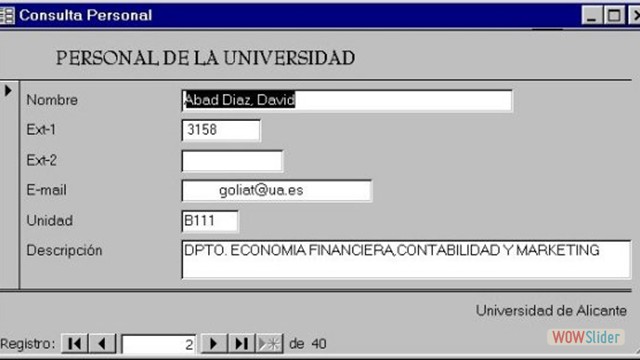 Consulta Personal
PERSONAL DE LA UNIVERSIDAD
Nombre Abad Diaz, David
Ext-1 3158
Ext-2
E-mail goliat@ua.es
Unidad B111
Descripción DPTO. ECONOMIA FINANCIERA,CONTABILIDAD Y MARKETING
Universidad de Alicante
Registro: 2 de 40
WOWSlider